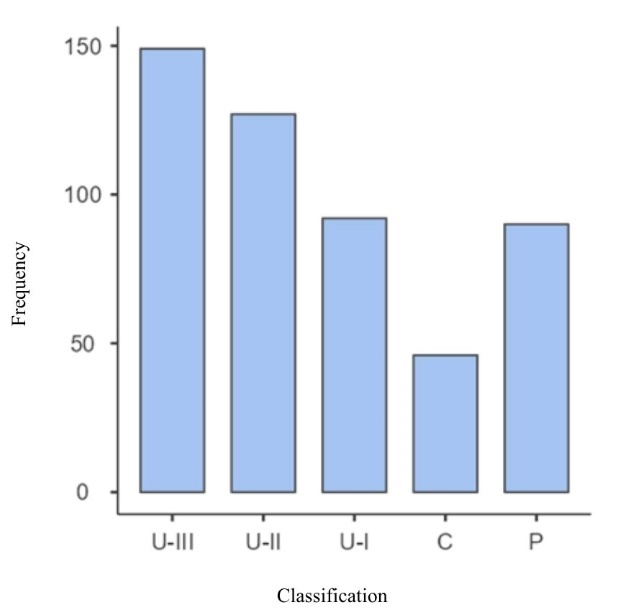 150
100
50
0
Frequency
U-III U-II U-I C P
Classification